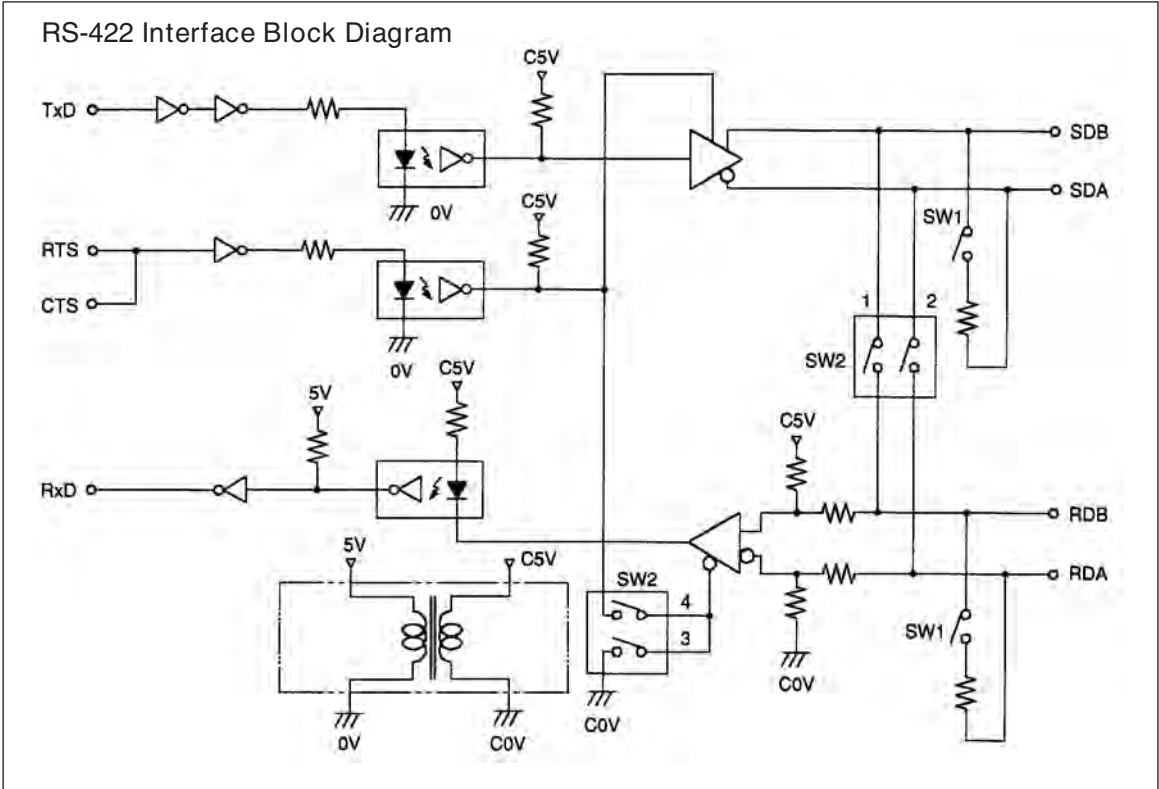 RS-422 Interface Block Diagram
C5V
TxD
SDB
SDA
0V
C5V
SW1
RTS
CTS
1 2
0V
SW2
C5V
5V
C5V
RxD
RDB
5V
C5V
RDA
SW2
4
3
SW1
C0V
0V
C0V
C0V